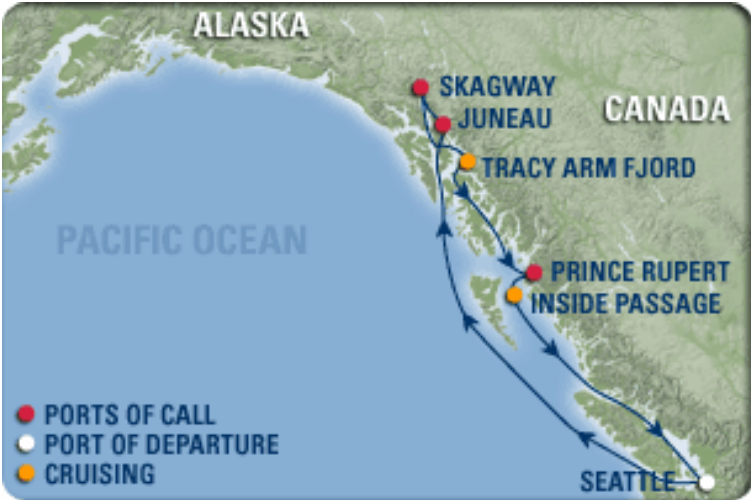 ALASKA
SKAGWAY
CANADA
JUNEAU
TRACY ARM FJORD
PACIFIC OCEAN
PRINCE RUPERT
INSIDE PASSAGE
PORTS OF CALL
PORT OF DEPARTURE
CRUISING
SEATTLE